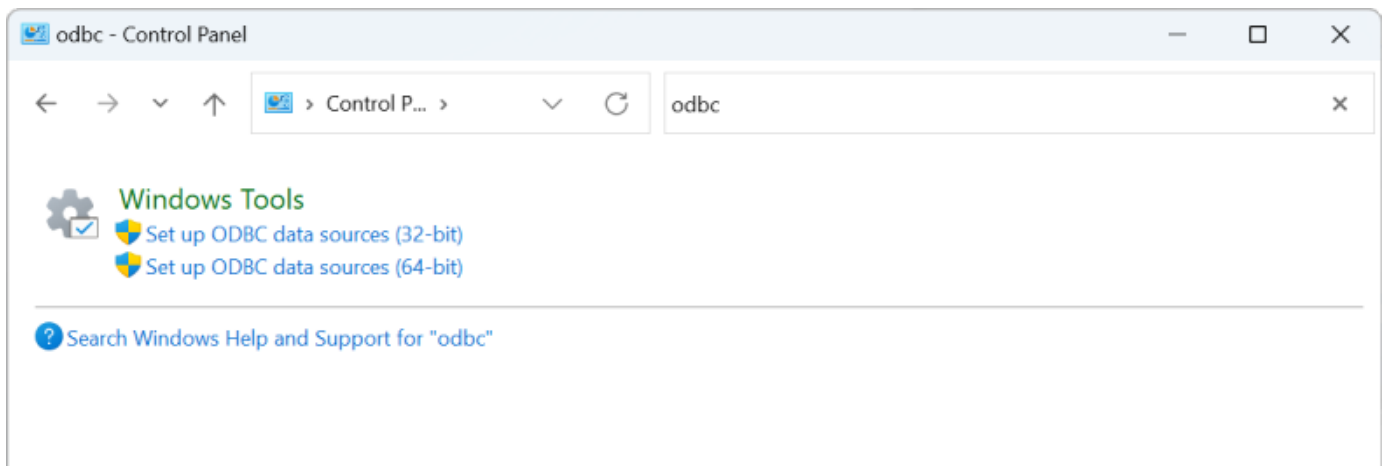 odbc - Control Panel
Control P...
odbc
Windows Tools
Set up ODBC data sources (32-bit)
Set up ODBC data sources (64-bit)
Search Windows Help and Support for "odbc"